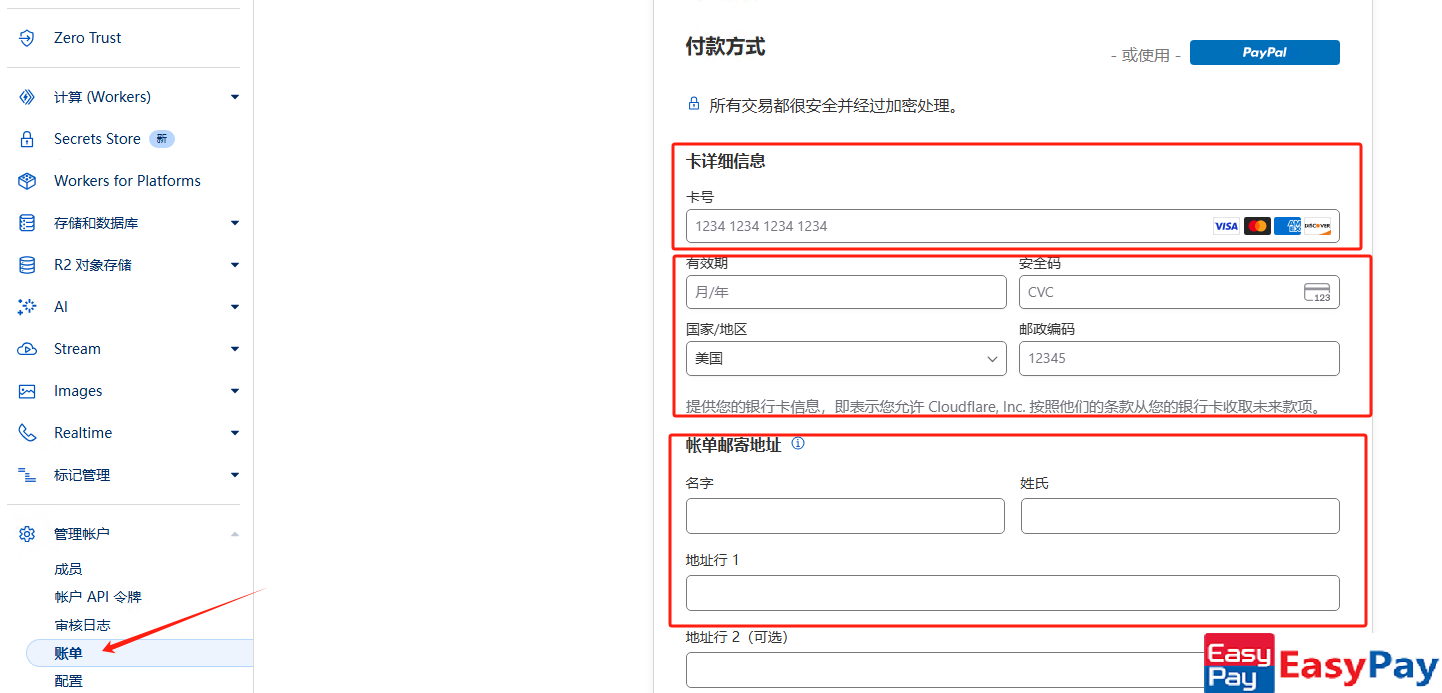 Zero Trust
计算 (Workers)
Secrets Store 新
Workers for Platforms
存储和数据库
R2 对象存储
AI
Stream
Images
Realtime
标记管理
管理帐户
成员
帐户 API 令牌
审核日志
账单
配置
付款方式
- 或使用 - PayPal
所有交易都很安全并经过加密处理。
卡详细信息
卡号
1234 1234 1234 1234 VISA AMEX DISCOVER
有效期 安全码
月/年 CVC 123
国家/地区 邮政编码
美国 12345
提供您的银行卡信息，即表示您允许 Cloudflare, Inc. 按照他们的条款从您的银行卡收取未来款项。
帐单邮寄地址
名字 姓氏
地址行 1
地址行 2（可选）
Easy
Pay
EasyPay